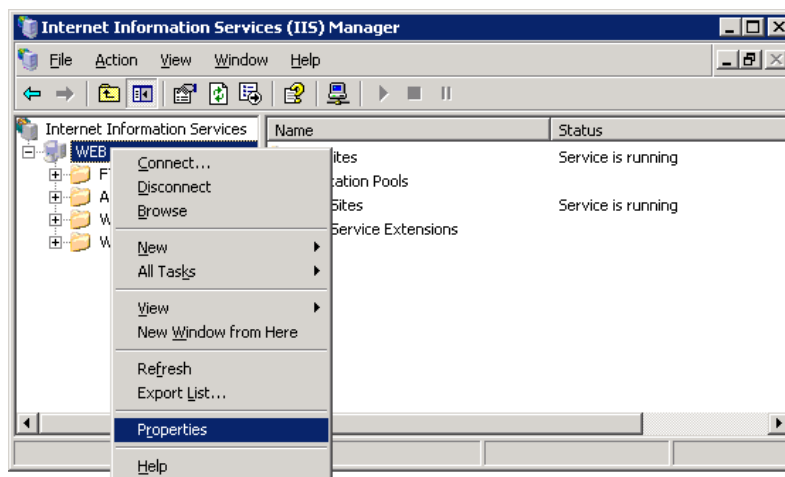 Internet Information Services (IIS) Manager
File Action View Window Help
Internet Information Services Name Status
WEB
F ites Service is running
A ation Pools
W Sites Service is running
W Service Extensions
Connect...
Disconnect
Browse
New
All Tasks
View
New Window from Here
Refresh
Export List...
Properties
Help